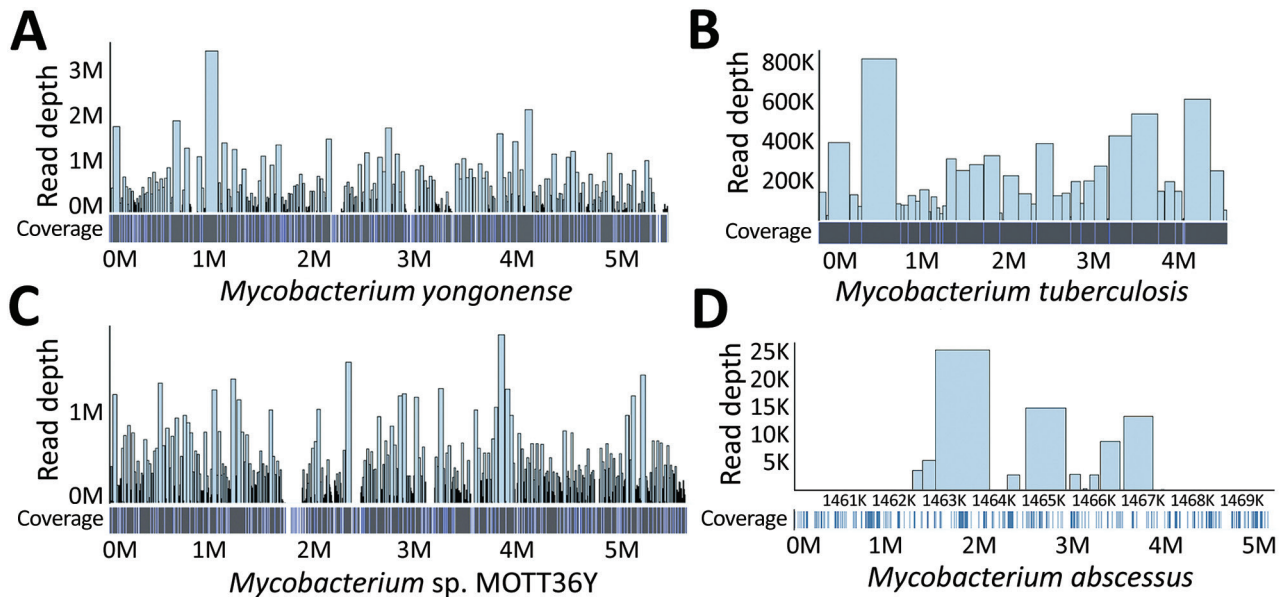 A
Read depth
3M
2M
1M
0M
Coverage
0M 1M 2M 3M 4M 5M
Mycobacterium yongonense
B
Read depth
800K
600K
400K
200K
Coverage
0M 1M 2M 3M 4M
Mycobacterium tuberculosis
C
Read depth
1M
0M
Coverage
0M 1M 2M 3M 4M 5M
Mycobacterium sp. MOTT36Y
D
Read depth
25K
20K
15K
10K
5K
1461K 1462K 1463K 1464K 1465K 1466K 1467K 1468K 1469K
Coverage
0M 1M 2M 3M 4M 5M
Mycobacterium abscessus